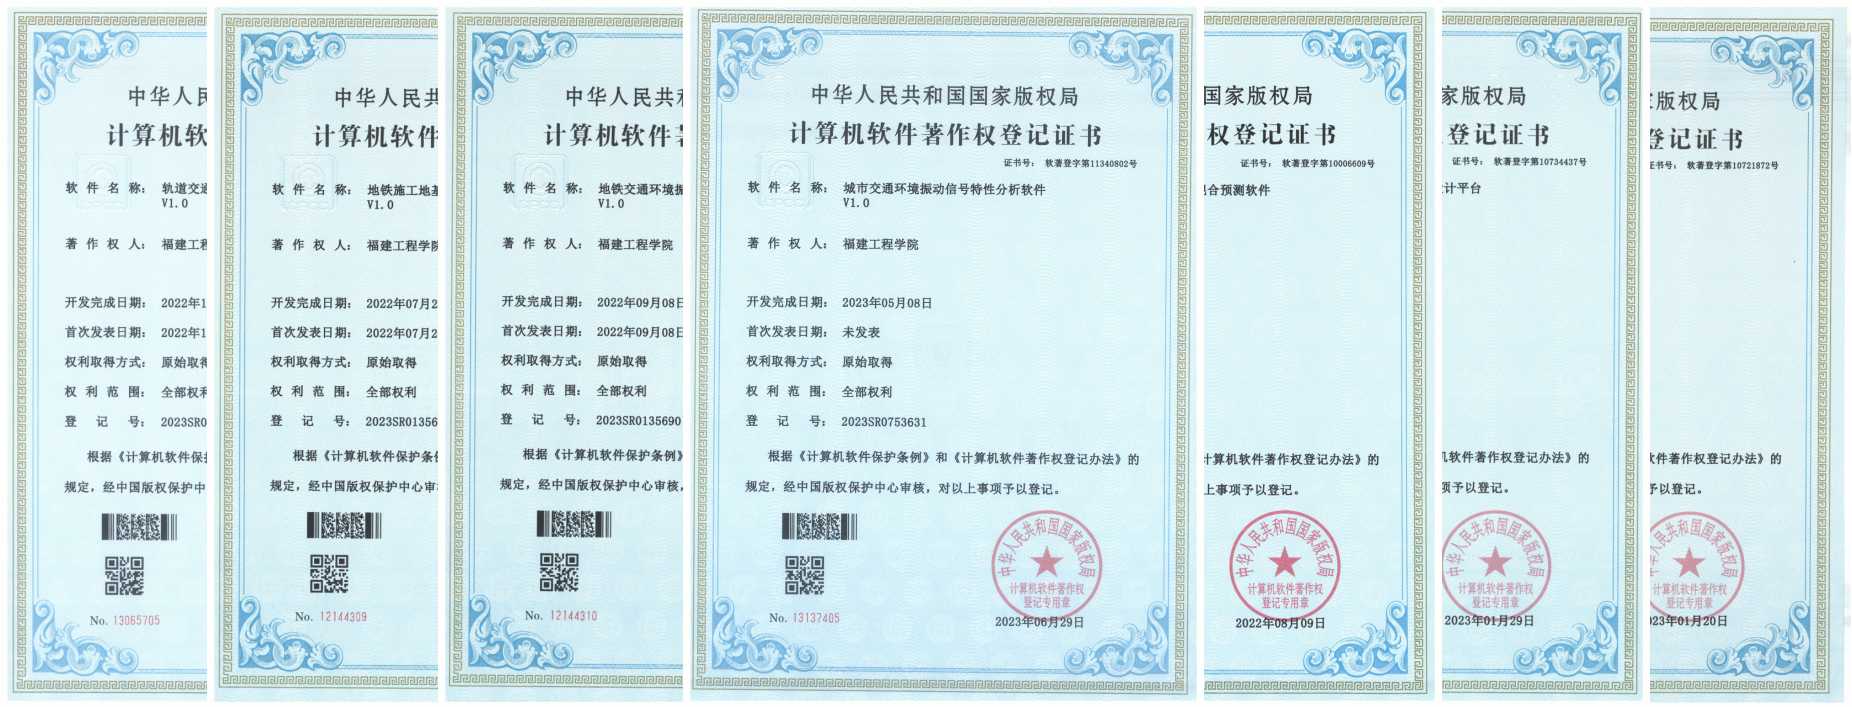 中华人民
计算机软
软件名称： 轨道交通
V1.0
著作权人： 福建工程
开发完成日期： 2022年1
首次发表日期： 2022年1
权利取得方式： 原始取得
权利范围： 全部权利
登记号： 2023SR0
根据《计算机软件保护
规定，经中国版权保护中
No. 13065705
中华人民共
计算机软件
软件名称： 地铁施工地基
V1.0
著作权人： 福建工程学院
开发完成日期： 2022年07月2
首次发表日期： 2022年07月2
权利取得方式： 原始取得
权利范围： 全部权利
登记号： 2023SR01356
根据《计算机软件保护条例
规定，经中国版权保护中心审
No. 12144309
中华人民共和
计算机软件
软件名称： 地铁交通环境振
V1.0
著作权人： 福建工程学院
开发完成日期： 2022年09月08日
首次发表日期： 2022年09月08日
权利取得方式： 原始取得
权利范围： 全部权利
登记号： 2023SR0135690
根据《计算机软件保护条例》
规定，经中国版权保护中心审核，
No. 12144310
中华人民共和国国家版权局
计算机软件著作权登记证书
证书号： 软著登字第11340802号
软件名称： 城市交通环境振动信号特性分析软件
V1.0
著作权人： 福建工程学院
开发完成日期： 2023年05月08日
首次发表日期： 未发表
权利取得方式： 原始取得
权利范围： 全部权利
登记号： 2023SR0753631
根据《计算机软件保护条例》和《计算机软件著作权登记办法》的
规定，经中国版权保护中心审核，对以上事项予以登记。
No. 13137405
中华人民共和国国家版权局
计算机软件著作权
登记专用章
2023年06月29日
国家版权局
权登记证书
证书号： 软著登字第10006609号
混合预测软件
计算机软件著作权登记办法》的
上事项予以登记。
中华人民共和国国家版权局
计算机软件著作权
登记专用章
2022年08月09日
家版权局
登记证书
证书号： 软著登字第10734437号
计平台
软件著作权登记办法》的
项予以登记。
中华人民共和国国家版权局
计算机软件著作权
登记专用章
2023年01月29日
版权局
登记证书
证书号： 软著登字第10721872号
件著作权登记办法》的
予以登记。
华人民共和国国家版权局
计算机软件著作权
登记专用章
023年01月20日